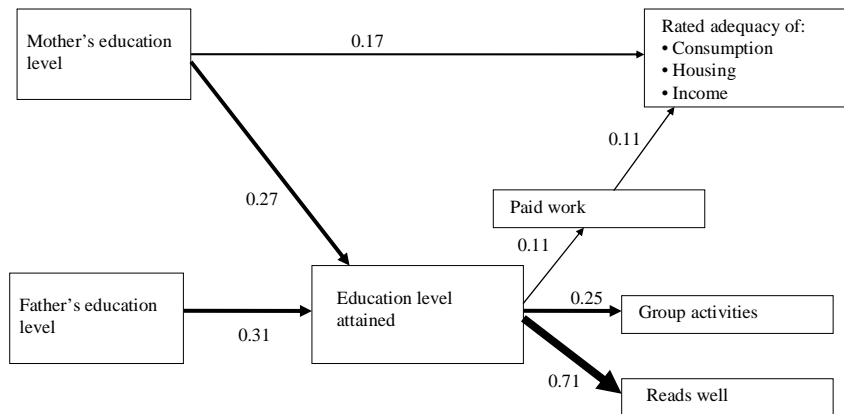 Mother’s education
level
0.17
Rated adequacy of:
• Consumption
• Housing
• Income
0.11
0.27
Paid work
0.11
Father’s education
level
0.31
Education level
attained
0.25
Group activities
0.71
Reads well